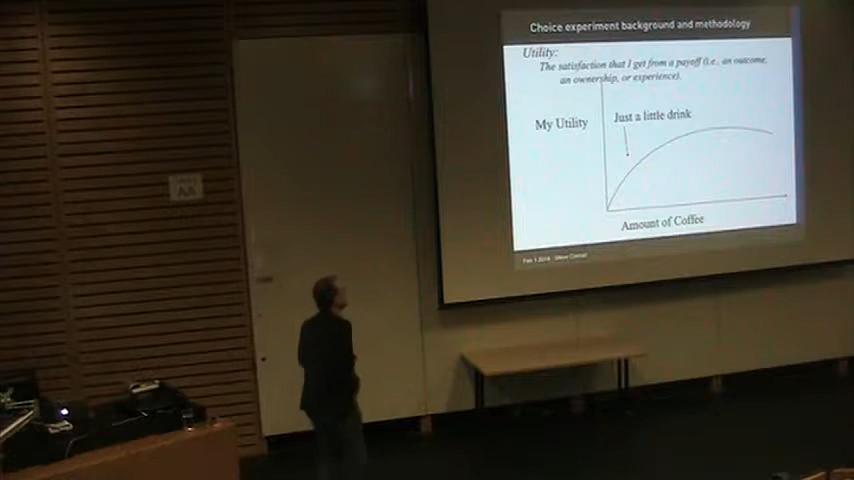 Choice experiment background and methodology
Utility:
The satisfaction that I get from a payoff (i.e., an outcome,
an ownership, or experience).
My Utility
Just a little drink
Amount of Coffee
AA